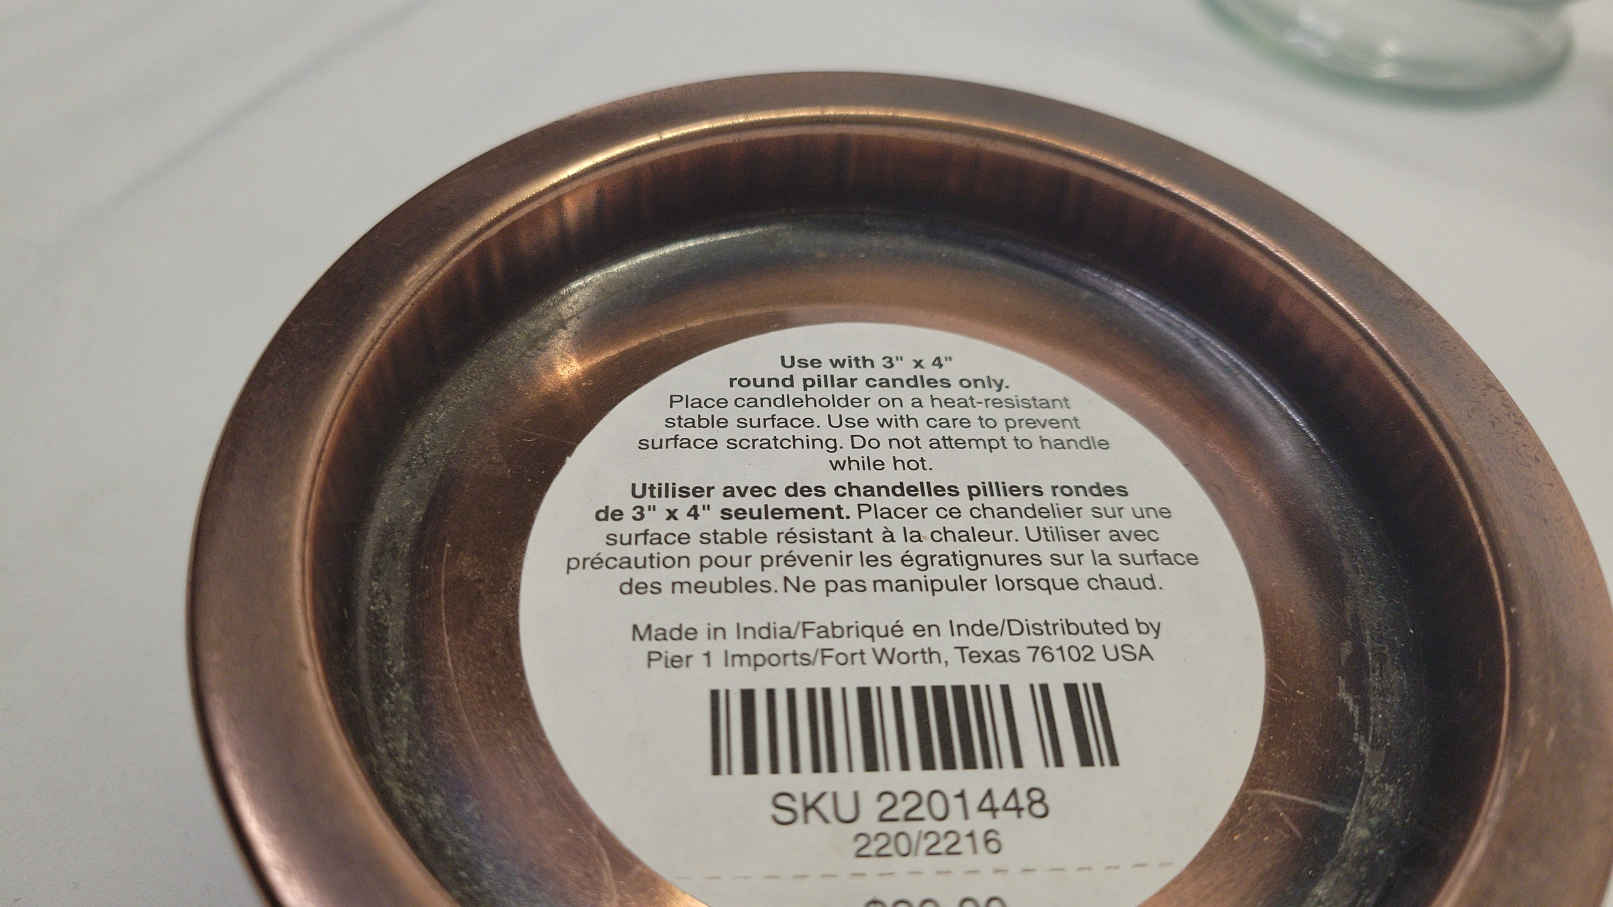 Use with 3" x 4"
round pillar candles only.
Place candleholder on a heat-resistant
stable surface. Use with care to prevent
surface scratching. Do not attempt to handle
while hot.
Utiliser avec des chandelles pilliers rondes
de 3" x 4" seulement. Placer ce chandelier sur une
surface stable résistant à la chaleur. Utiliser avec
précaution pour prévenir les égratignures sur la surface
des meubles. Ne pas manipuler lorsque chaud.
Made in India/Fabriqué en Inde/Distributed by
Pier 1 Imports/Fort Worth, Texas 76102 USA
SKU 2201448
220/2216